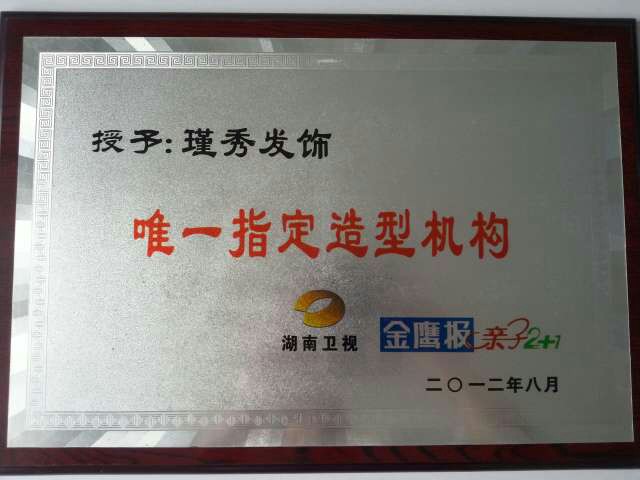 授予:瑾秀发饰
唯一指定造型机构
湖南卫视
金鹰报 亲子2+1
二〇一二年八月